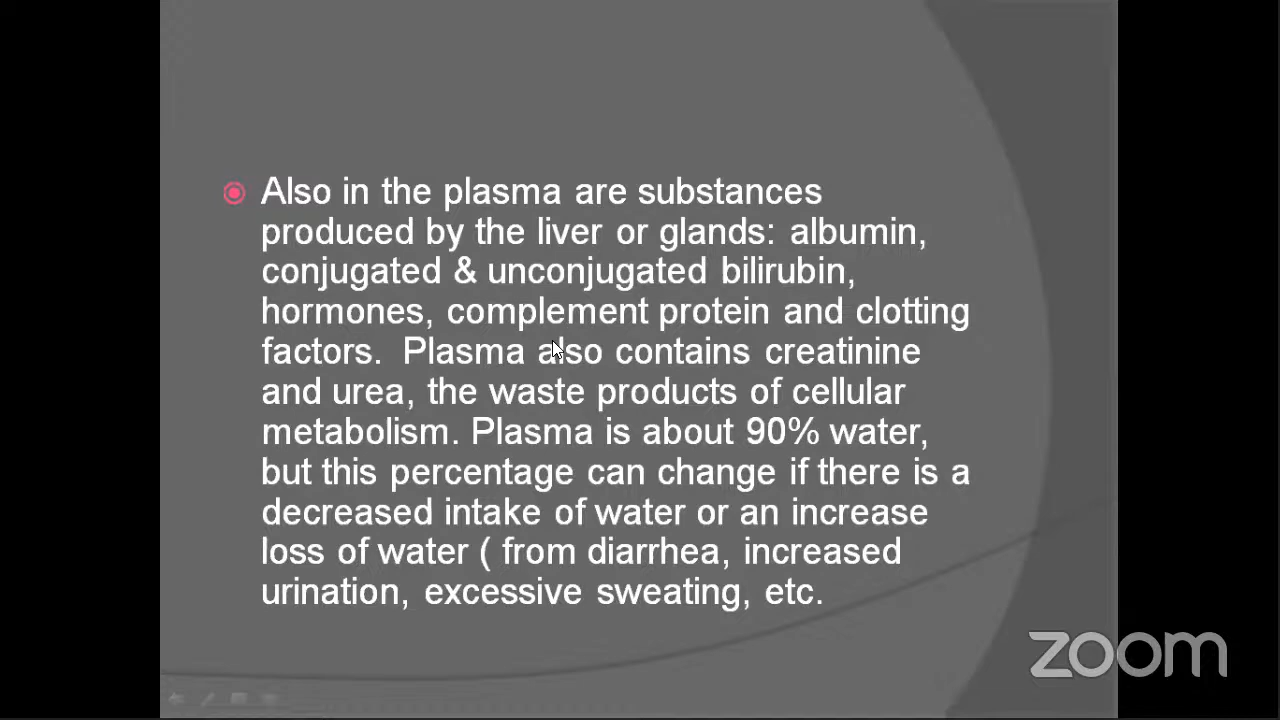 Also in the plasma are substances
produced by the liver or glands: albumin,
conjugated & unconjugated bilirubin,
hormones, complement protein and clotting
factors.  Plasma also contains creatinine
and urea, the waste products of cellular
metabolism. Plasma is about 90% water,
but this percentage can change if there is a
decreased intake of water or an increase
loss of water ( from diarrhea, increased
urination, excessive sweating, etc.
zoom